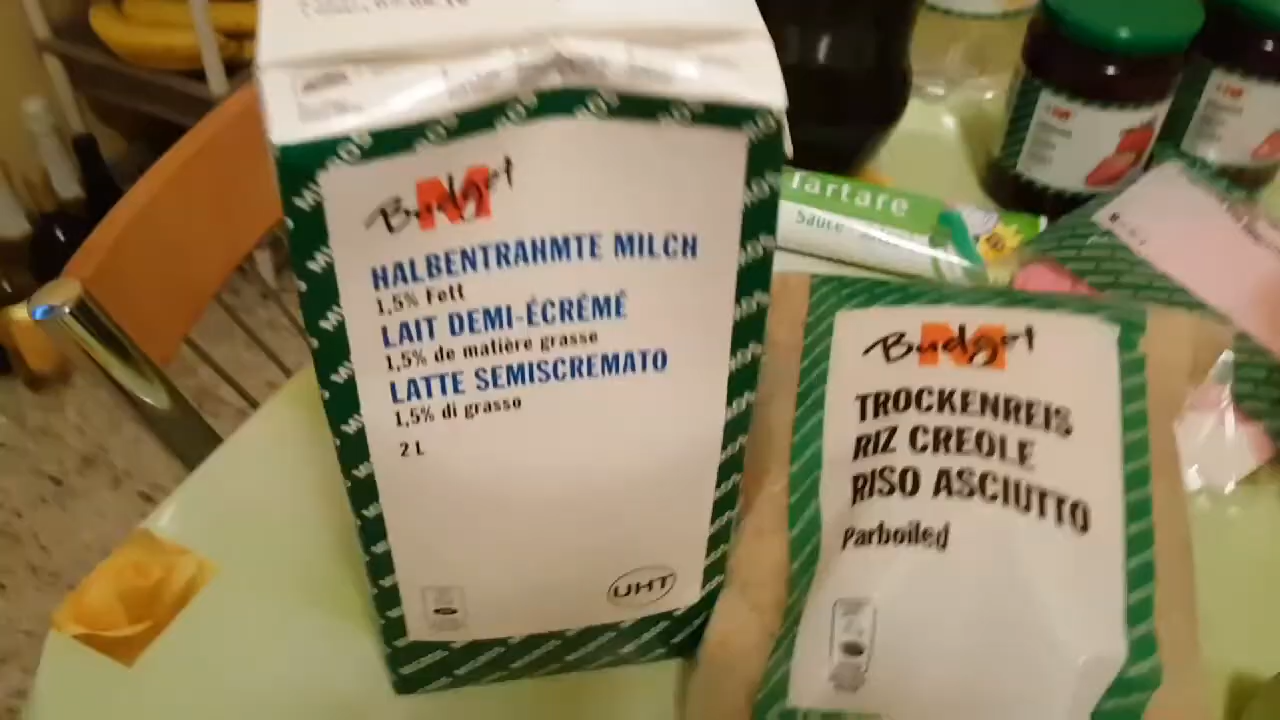 Budget
HALBENTRAHMTE MILCH
1,5% Fett
LAIT DEMI-ÉCRÉMÉ
1,5% de matière grasse
LATTE SEMISCREMATO
1,5% di grasso
2 L
UHT
Tartare
Sauce
M Budget
TROCKENREIS
RIZ CREOLE
RISO ASCIUTTO
Parboiled